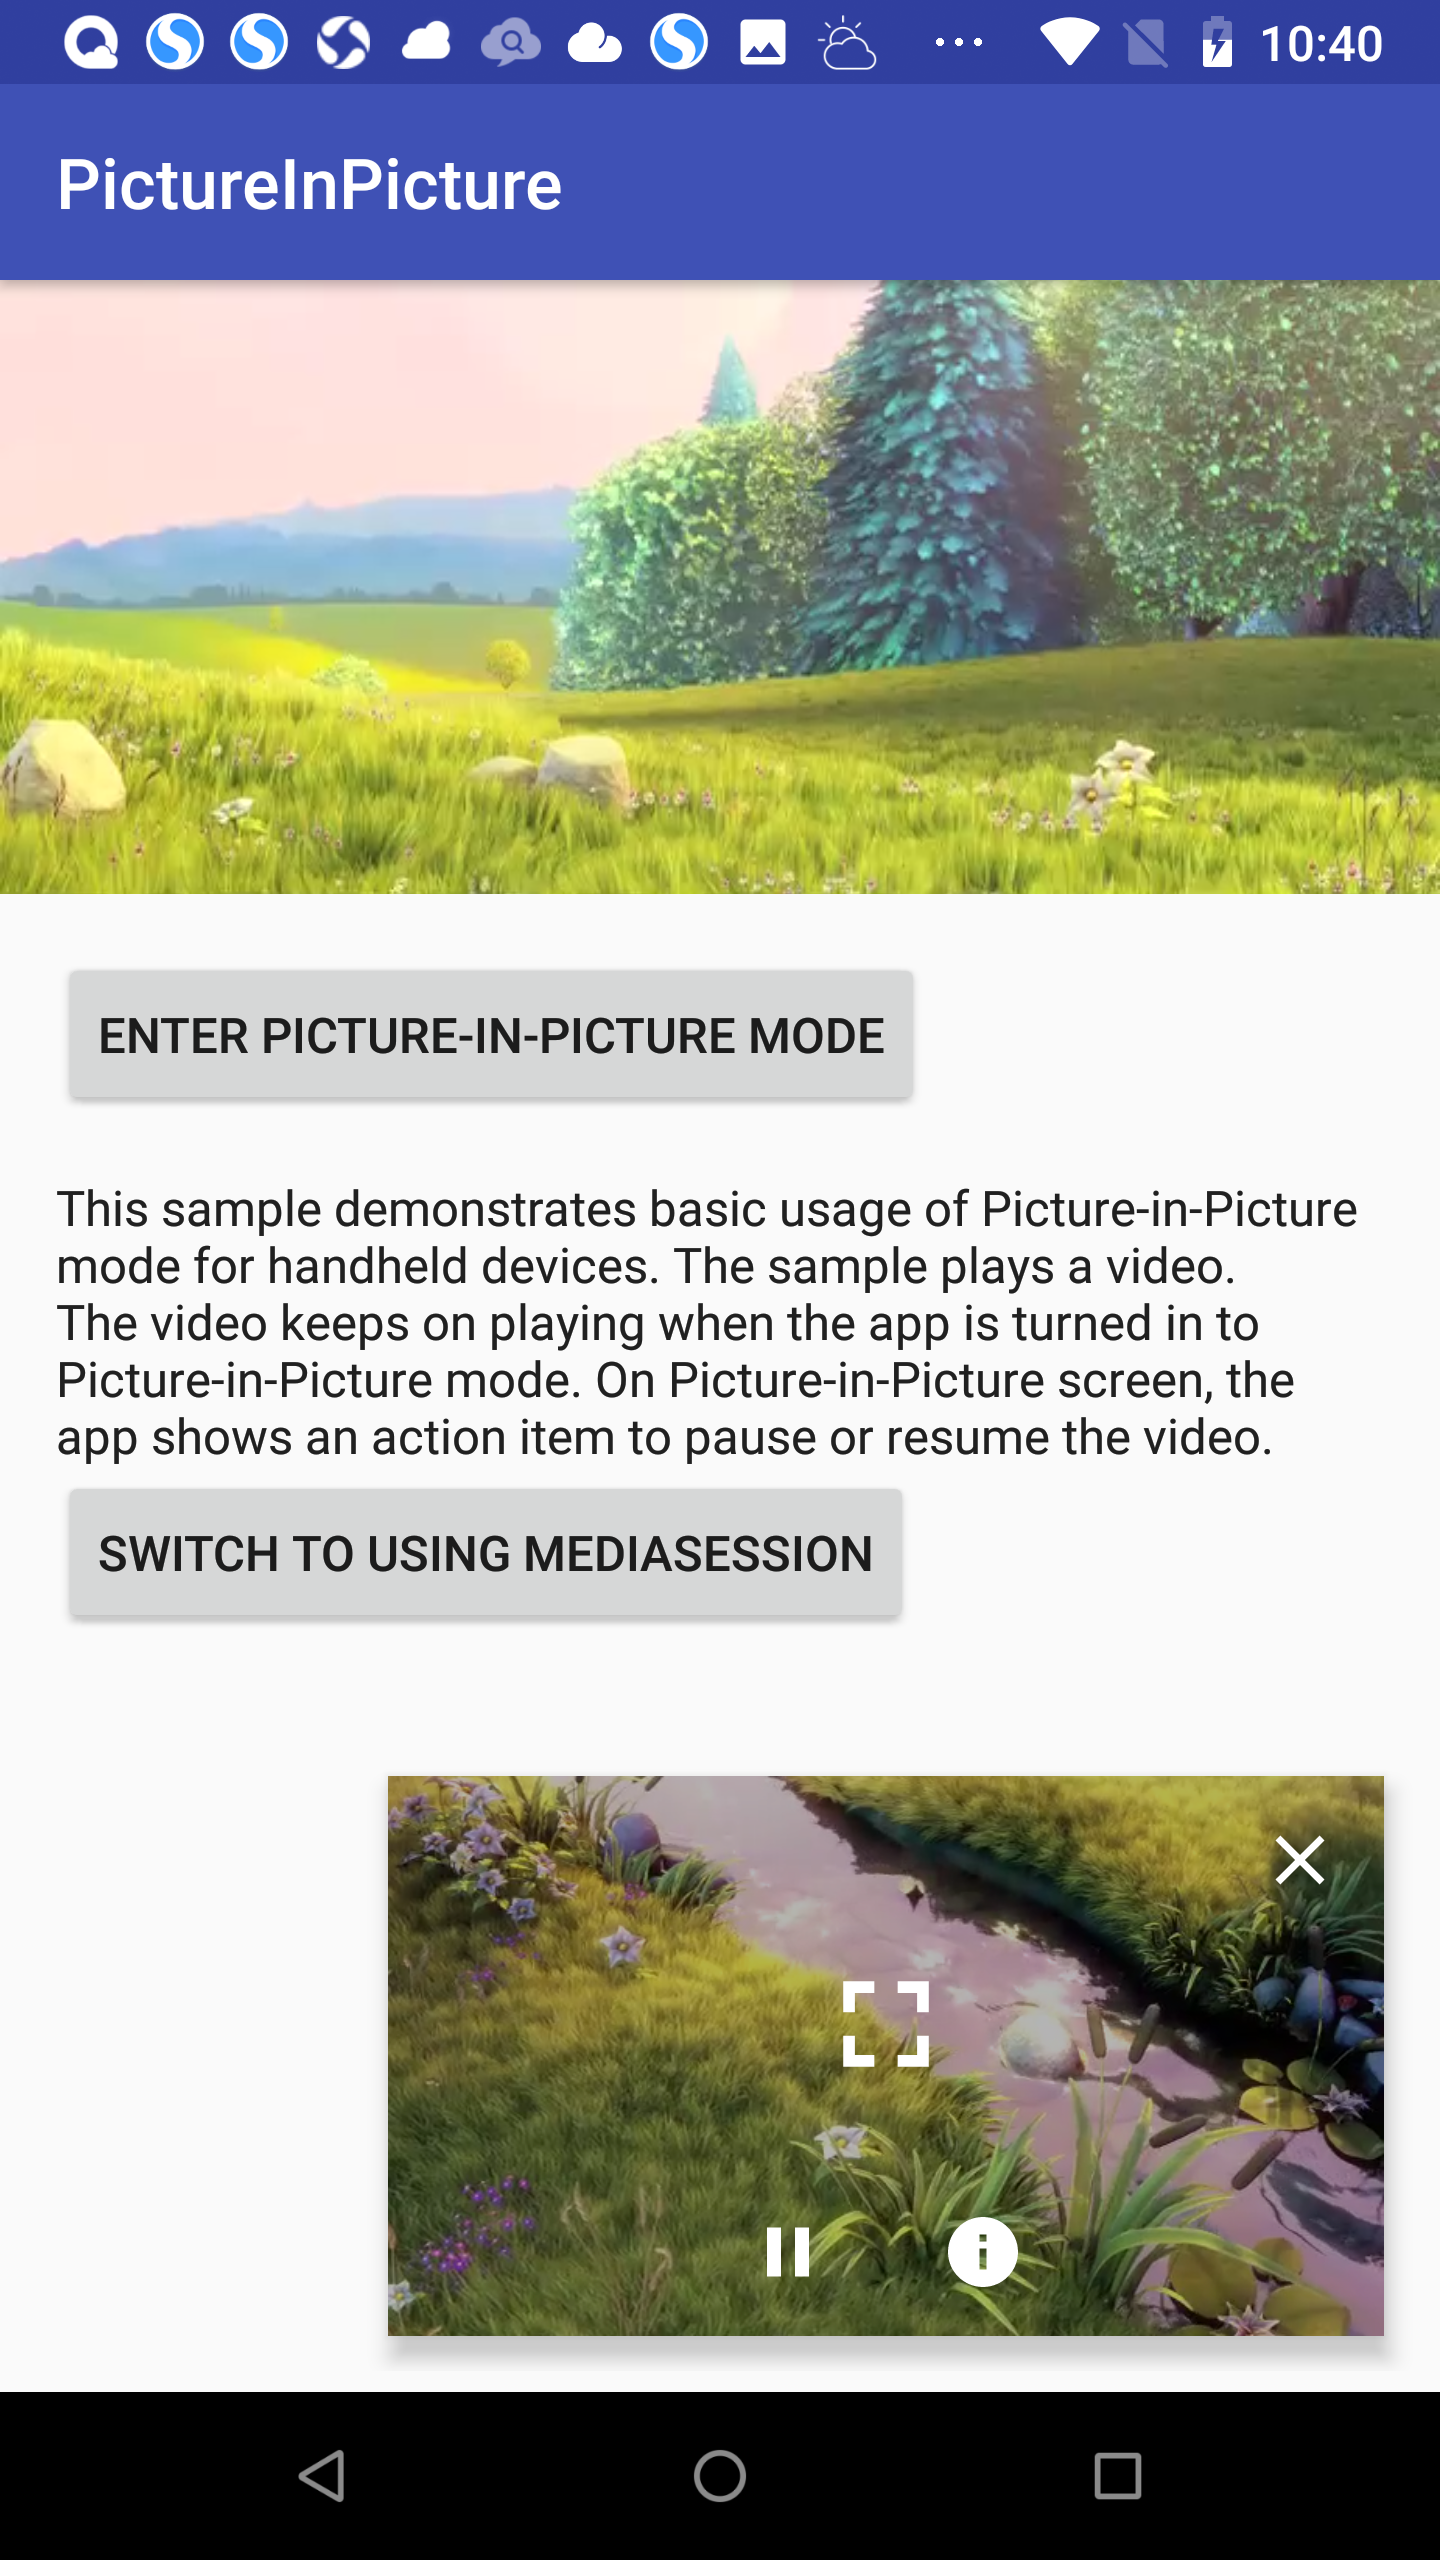 10:40
PictureInPicture
ENTER PICTURE-IN-PICTURE MODE
This sample demonstrates basic usage of Picture-in-Picture
mode for handheld devices. The sample plays a video.
The video keeps on playing when the app is turned in to
Picture-in-Picture mode. On Picture-in-Picture screen, the
app shows an action item to pause or resume the video.
SWITCH TO USING MEDIASESSION